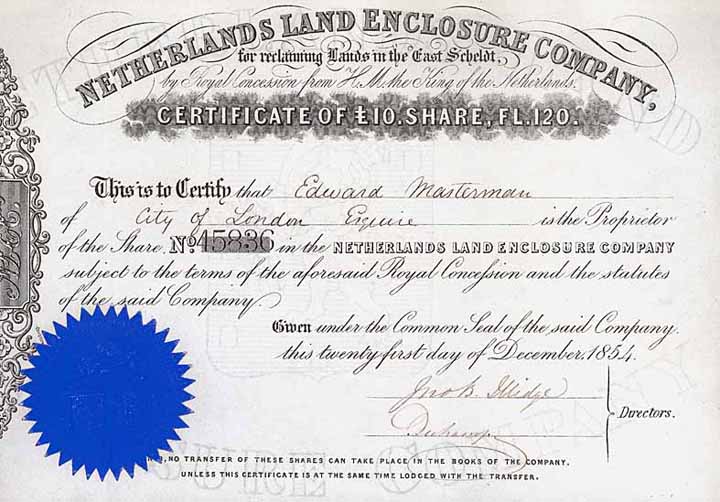 NETHERLANDS LAND ENCLOSURE COMPANY,
for reclaiming Lands in the East Scheldt,
by Royal Concession from H.M. the King of the Netherlands.
CERTIFICATE OF £10. SHARE, FL.120.
This is to Certify that Edward Masterman
of City of London Esquire is the Proprietor
of the Share No. 45836 in the NETHERLANDS LAND ENCLOSURE COMPANY
subject to the terms of the aforesaid Royal Concession and the statutes
of the said Company.
Given under the Common Seal of the said Company.
this twenty first day of December, 1854.
Directors.
NO TRANSFER OF THESE SHARES CAN TAKE PLACE IN THE BOOKS OF THE COMPANY.
UNLESS THIS CERTIFICATE IS AT THE SAME TIME LODGED WITH THE TRANSFER.